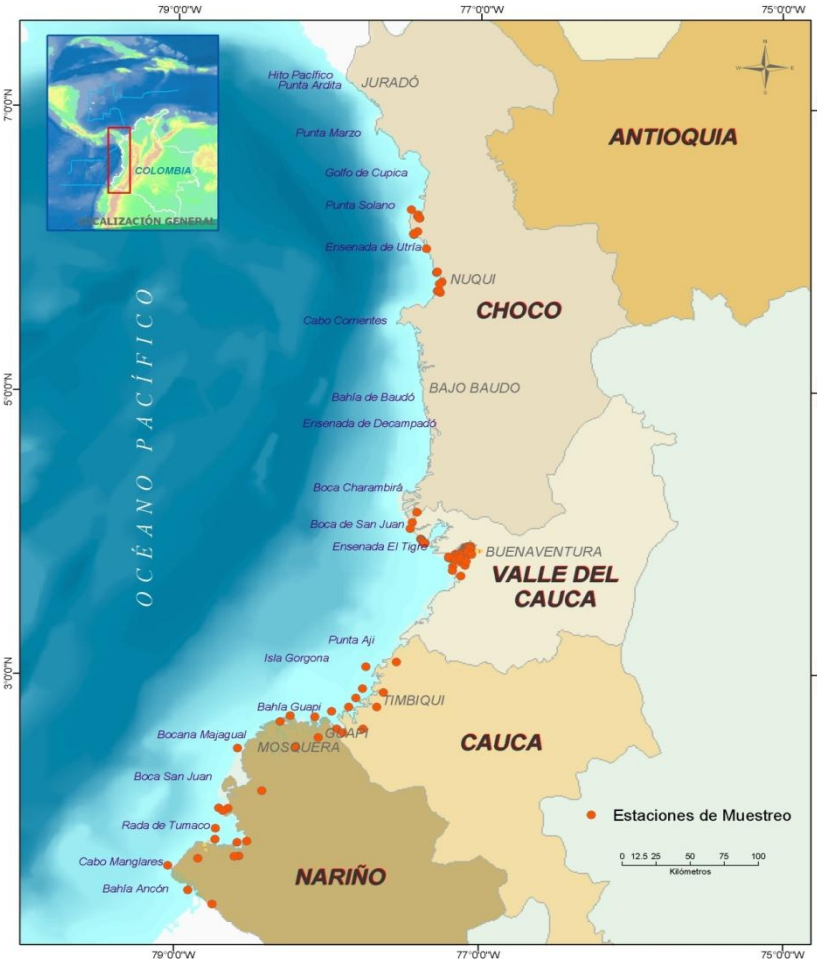 79°0'0"W
77°0'0"W
75°0'0"W
Hito Pacífico
Punta Ardita
JURADÓ
7°0'0"N
ANTIOQUIA
Punta Marzo
COLOMBIA
Golfo de Cupica
Punta Solano
LOCALIZACIÓN GENERAL
Ensenada de Utría
NUQUI
CHOCO
Cabo Corrientes
OCÉANO PACÍFICO
5°0'0"N
BAJO BAUDO
Bahía de Baudó
Ensenada de Decampadó
Boca Charambirá
Boca de San Juan
Ensenada El Tigre
BUENAVENTURA
VALLE DEL
CAUCA
Punta Aji
Isla Gorgona
3°0'0"N
TIMBIQUI
Bahía Guapi
GUAPI
Bocana Majagual
MOSQUERA
CAUCA
Boca San Juan
Estaciones de Muestreo
Rada de Tumaco
0 12.5 25 50 75 100
Kilómetros
Cabo Manglares
NARIÑO
Bahía Ancón
79°0'0"W
77°0'0"W
75°0'0"W